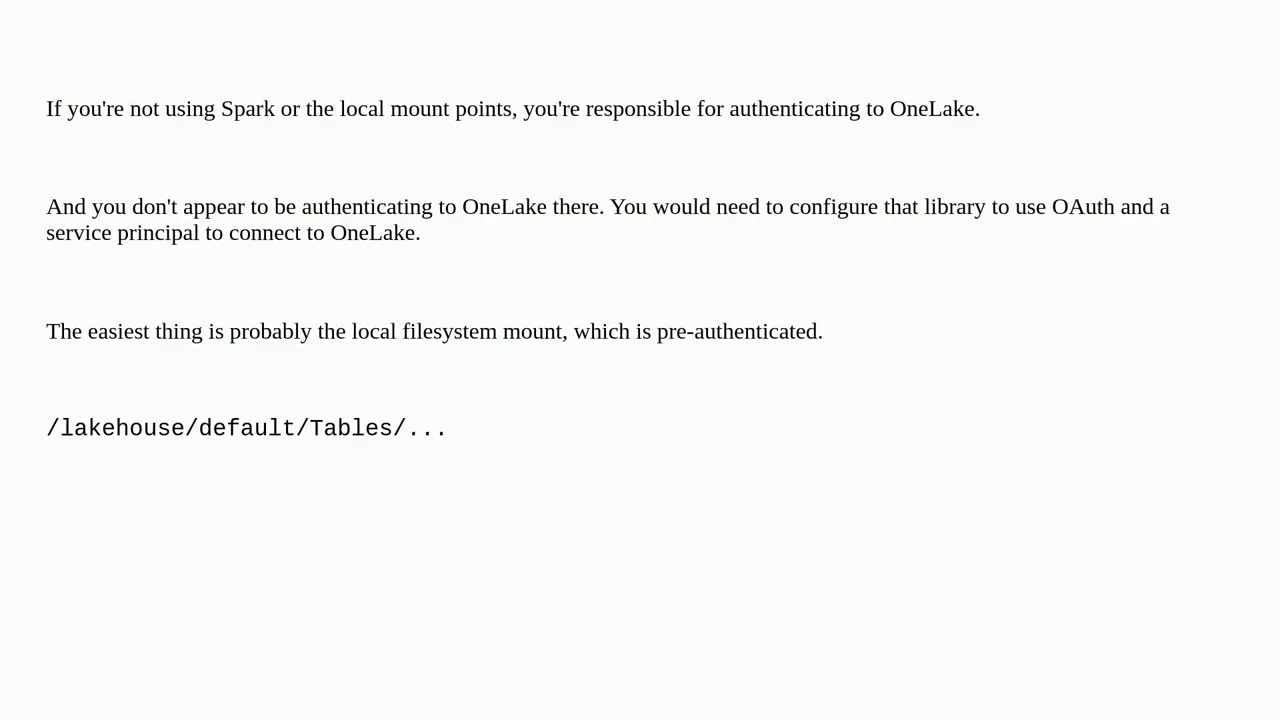 If you're not using Spark or the local mount points, you're responsible for authenticating to OneLake.
And you don't appear to be authenticating to OneLake there. You would need to configure that library to use OAuth and a
service principal to connect to OneLake.
The easiest thing is probably the local filesystem mount, which is pre-authenticated.
/lakehouse/default/Tables/...